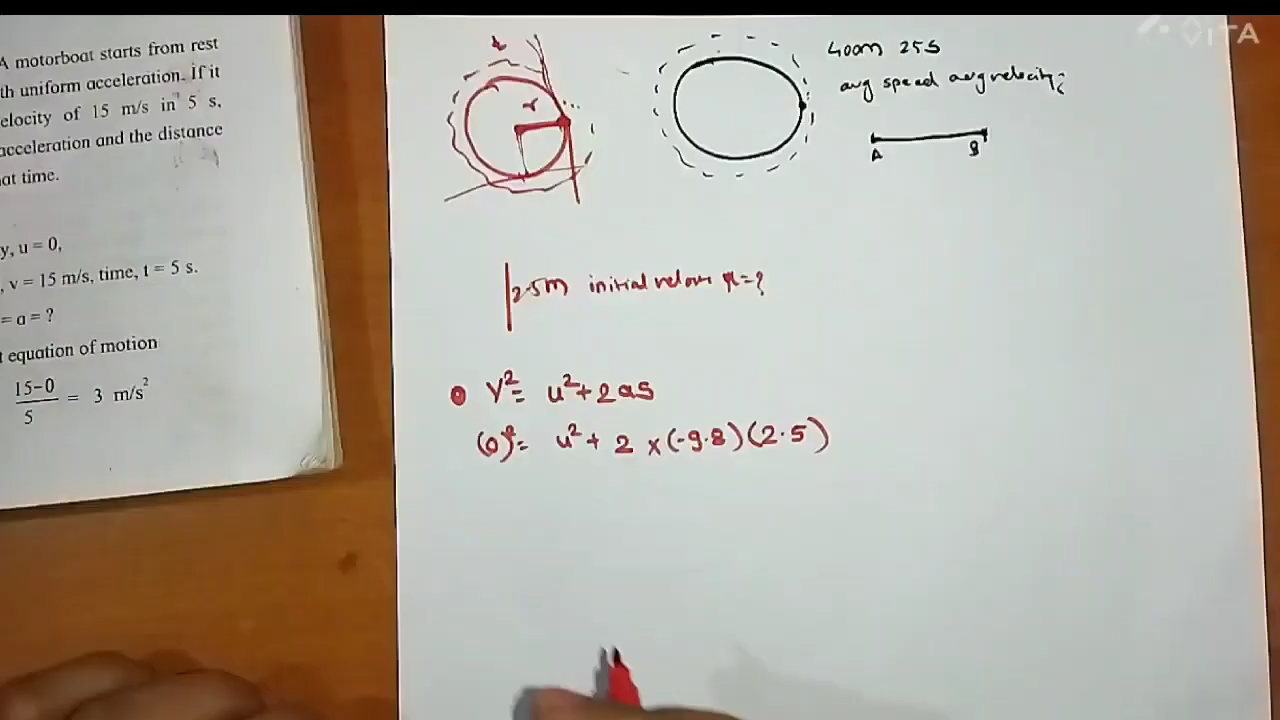 A motorboat starts from rest
th uniform acceleration. If it
elocity of 15 m/s in 5 s,
acceleration and the distance
at time.
y, u = 0,
, v = 15 m/s, time, t = 5 s.
= a = ?
t equation of motion
15-0
5
= 3 m/s²
r
400m 25s
avg speed avg velocity
A B
2.5m initial
=?
V² = u² + 2as
(0)² = u² + 2 × (-9.8)(2.5)
VITA